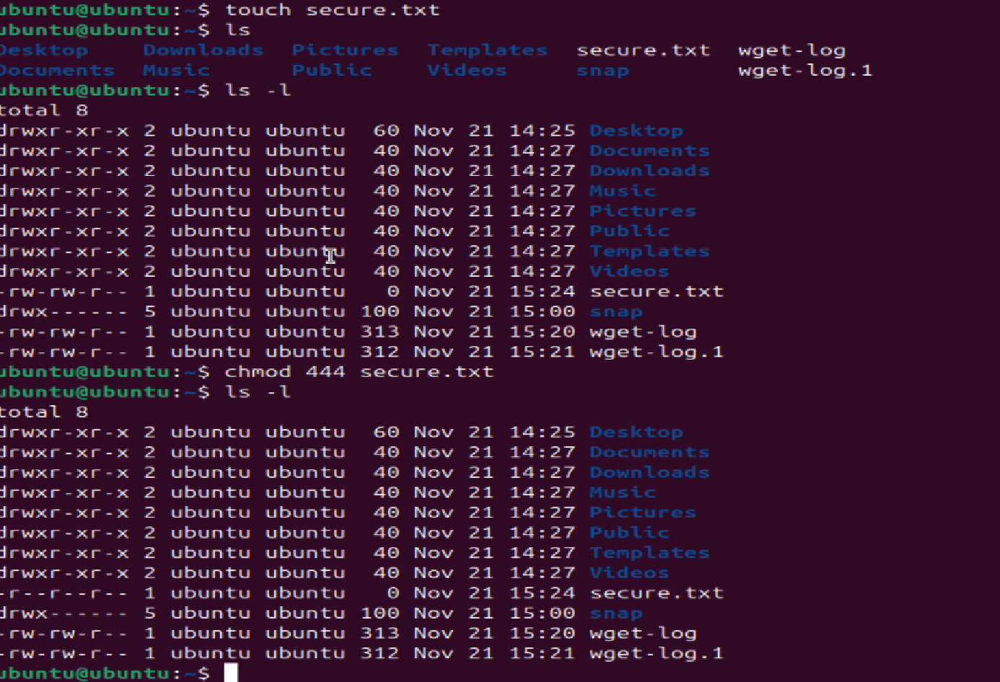 ubuntu@ubuntu:~$ touch secure.txt
ubuntu@ubuntu:~$ ls
Desktop    Downloads  Pictures  Templates  secure.txt  wget-log
Documents  Music      Public    Videos     snap        wget-log.1
ubuntu@ubuntu:~$ ls -l
total 8
drwxr-xr-x 2 ubuntu ubuntu  60 Nov 21 14:25 Desktop
drwxr-xr-x 2 ubuntu ubuntu  40 Nov 21 14:27 Documents
drwxr-xr-x 2 ubuntu ubuntu  40 Nov 21 14:27 Downloads
drwxr-xr-x 2 ubuntu ubuntu  40 Nov 21 14:27 Music
drwxr-xr-x 2 ubuntu ubuntu  40 Nov 21 14:27 Pictures
drwxr-xr-x 2 ubuntu ubuntu  40 Nov 21 14:27 Public
drwxr-xr-x 2 ubuntu ubuntu  40 Nov 21 14:27 Templates
drwxr-xr-x 2 ubuntu ubuntu  40 Nov 21 14:27 Videos
-rw-rw-r-- 1 ubuntu ubuntu   0 Nov 21 15:24 secure.txt
drwx------ 5 ubuntu ubuntu 100 Nov 21 15:00 snap
-rw-rw-r-- 1 ubuntu ubuntu 313 Nov 21 15:20 wget-log
-rw-rw-r-- 1 ubuntu ubuntu 312 Nov 21 15:21 wget-log.1
ubuntu@ubuntu:~$ chmod 444 secure.txt
ubuntu@ubuntu:~$ ls -l
total 8
drwxr-xr-x 2 ubuntu ubuntu  60 Nov 21 14:25 Desktop
drwxr-xr-x 2 ubuntu ubuntu  40 Nov 21 14:27 Documents
drwxr-xr-x 2 ubuntu ubuntu  40 Nov 21 14:27 Downloads
drwxr-xr-x 2 ubuntu ubuntu  40 Nov 21 14:27 Music
drwxr-xr-x 2 ubuntu ubuntu  40 Nov 21 14:27 Pictures
drwxr-xr-x 2 ubuntu ubuntu  40 Nov 21 14:27 Public
drwxr-xr-x 2 ubuntu ubuntu  40 Nov 21 14:27 Templates
drwxr-xr-x 2 ubuntu ubuntu  40 Nov 21 14:27 Videos
-r--r--r-- 1 ubuntu ubuntu   0 Nov 21 15:24 secure.txt
drwx------ 5 ubuntu ubuntu 100 Nov 21 15:00 snap
-rw-rw-r-- 1 ubuntu ubuntu 313 Nov 21 15:20 wget-log
-rw-rw-r-- 1 ubuntu ubuntu 312 Nov 21 15:21 wget-log.1
ubuntu@ubuntu:~$